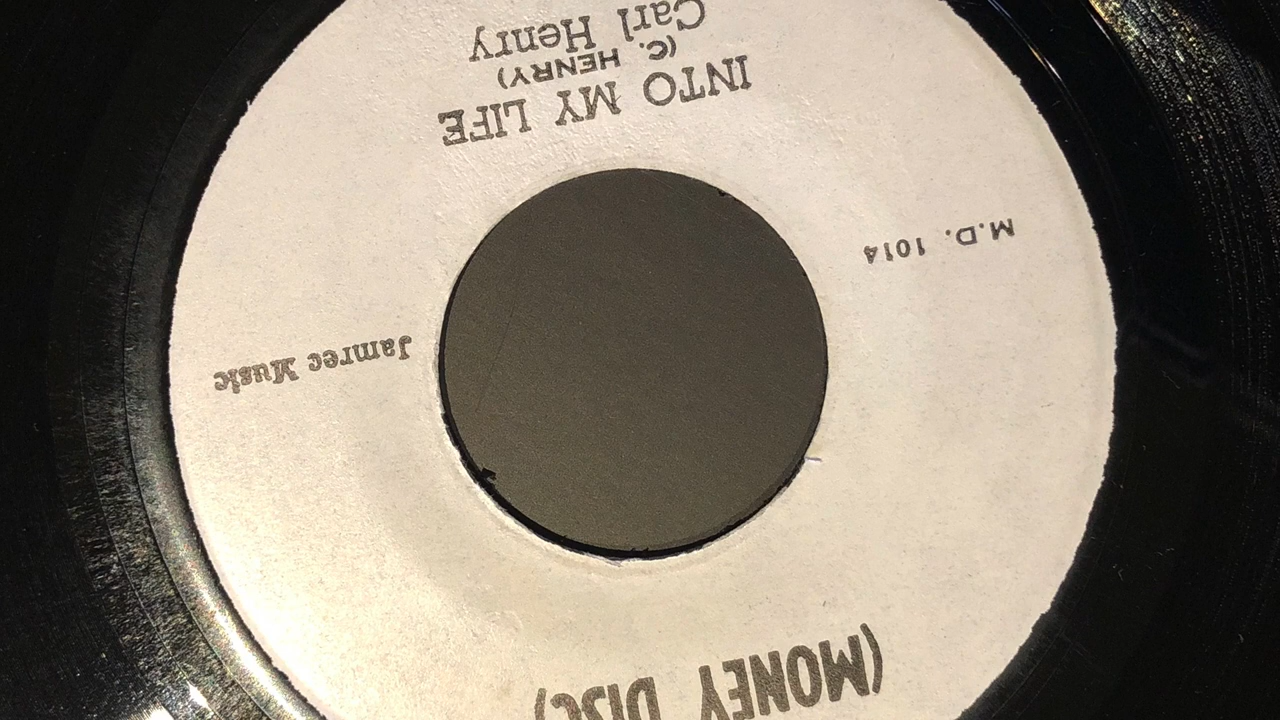 (MONEY DISC)
M.D. 1014
Jamrec Music
INTO MY LIFE
(C. HENRY)
Carl Henry